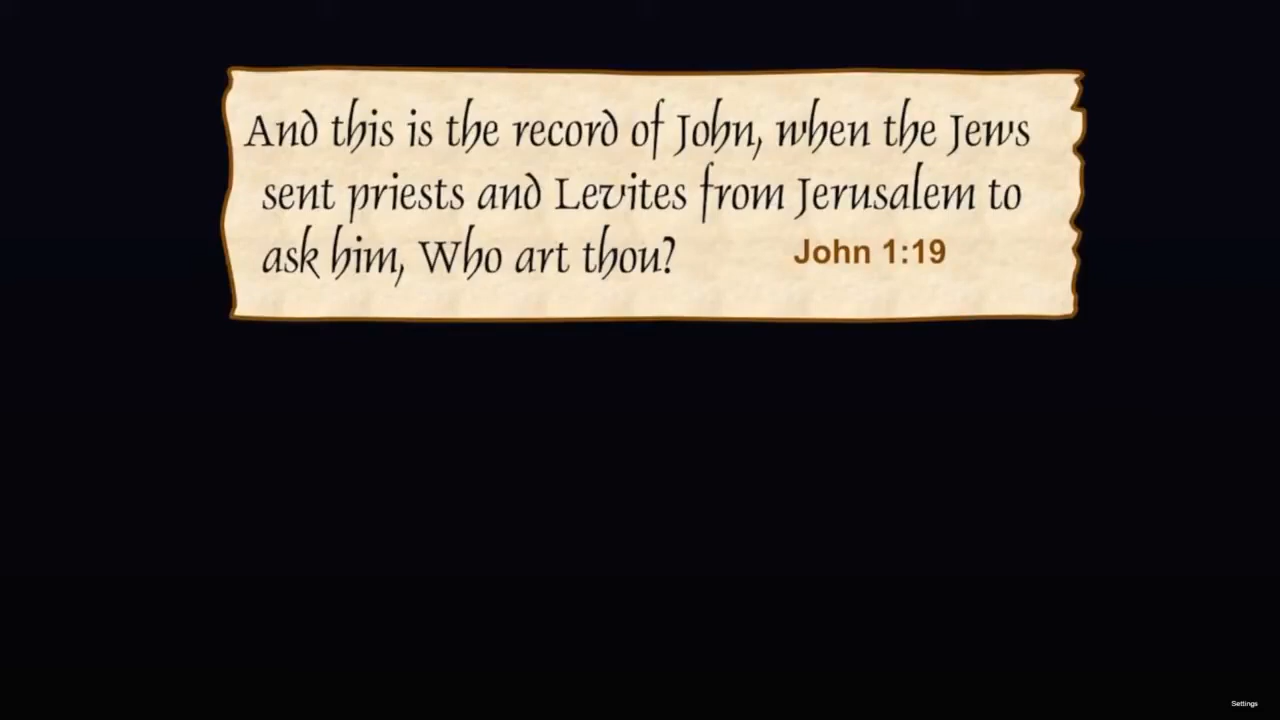 And this is the record of John, when the Jews
sent priests and Levites from Jerusalem to
ask him, Who art thou? John 1:19
Settings